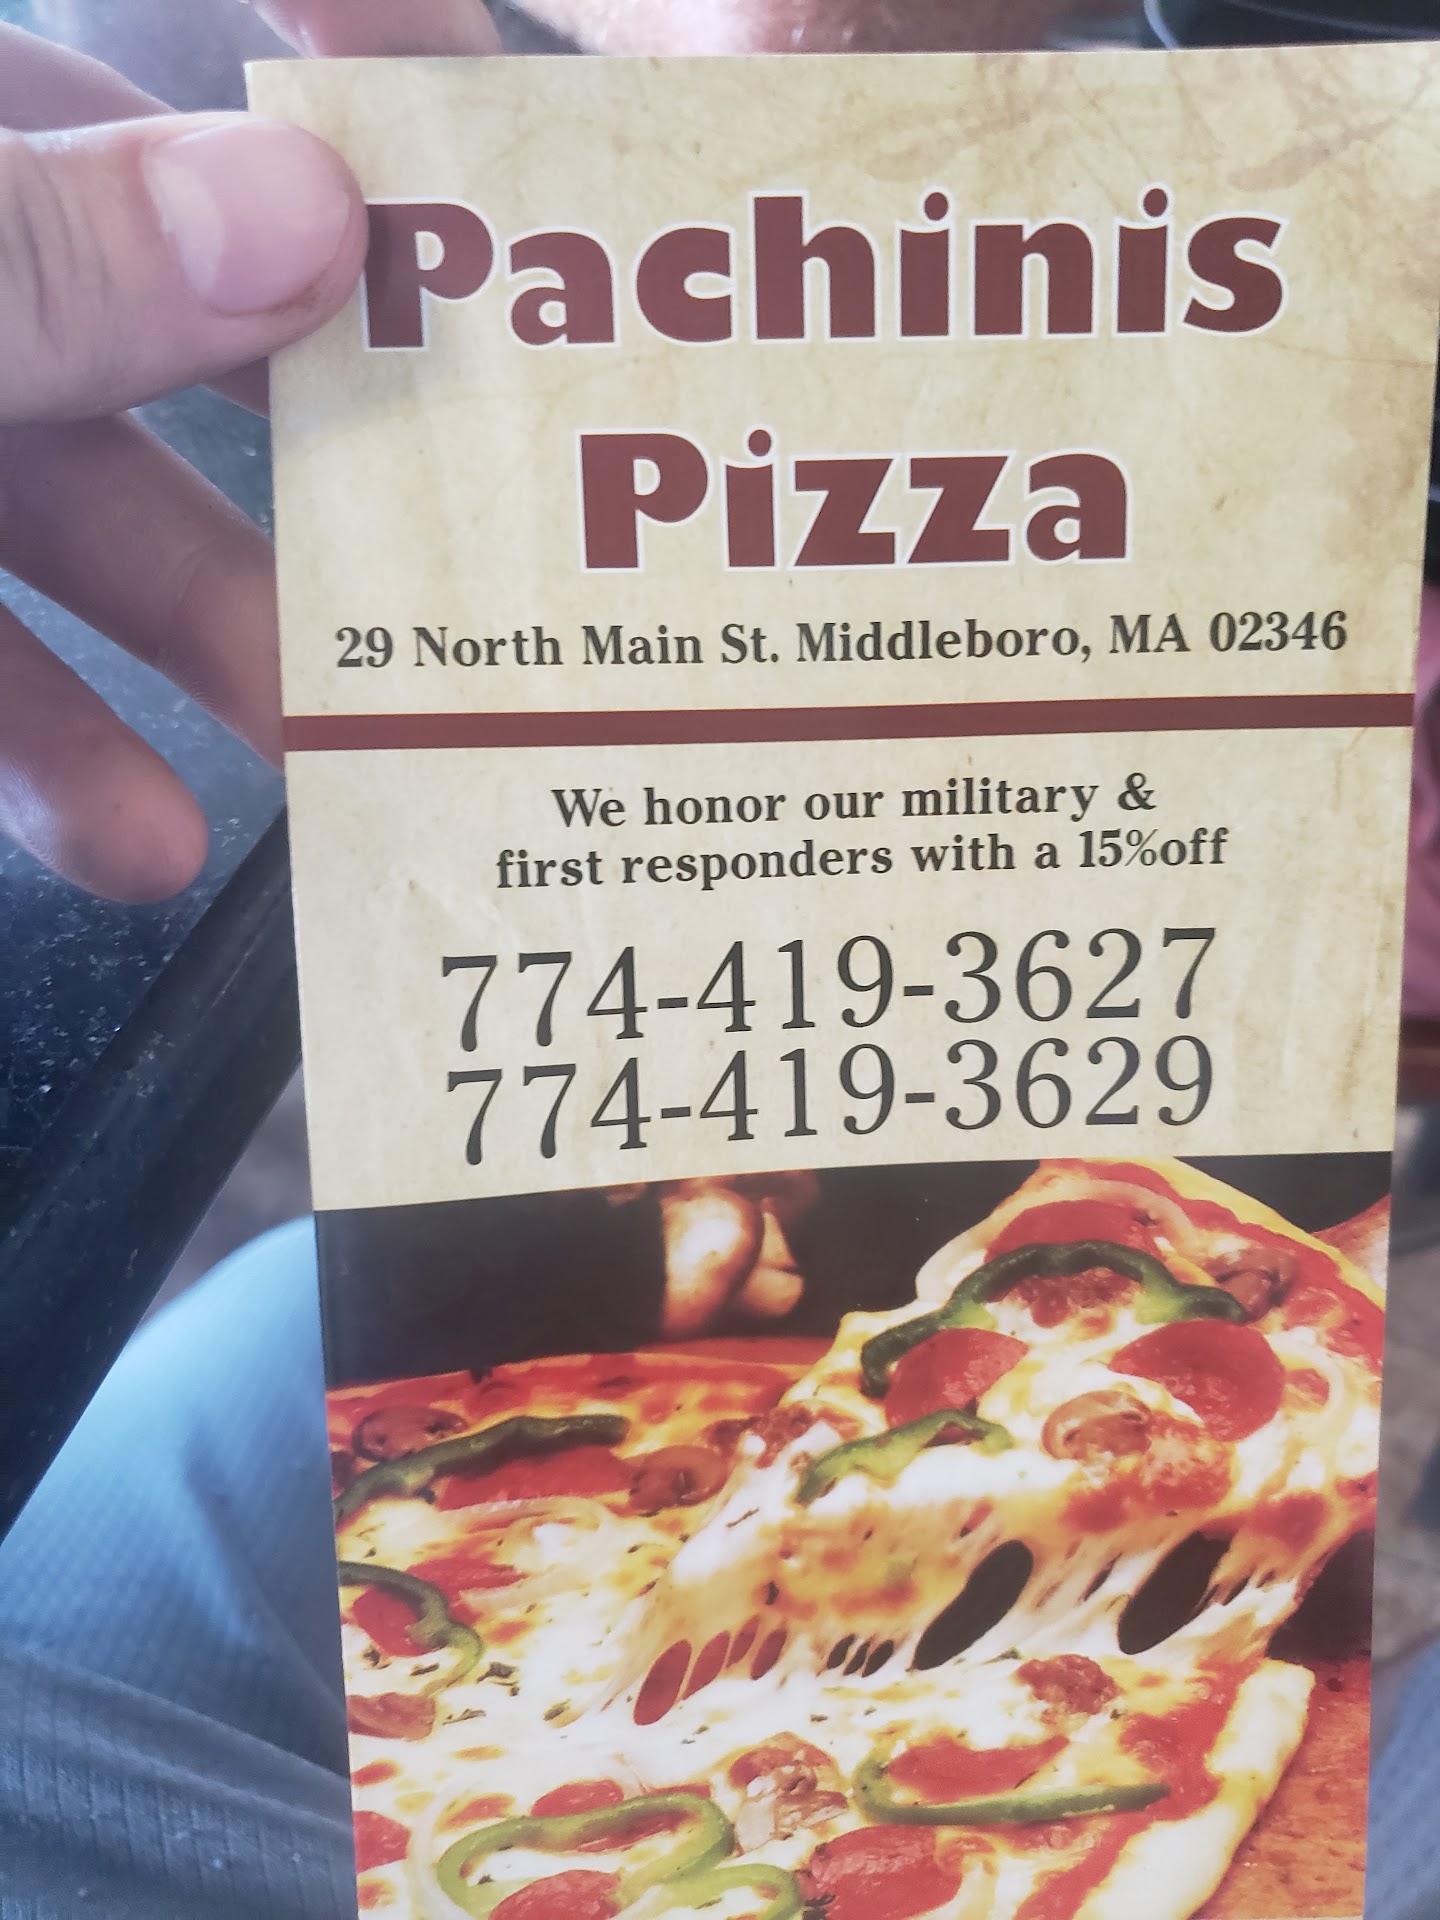 Pachinis
Pizza
29 North Main St. Middleboro, MA 02346
We honor our military &
first responders with a 15%off
774-419-3627
774-419-3629